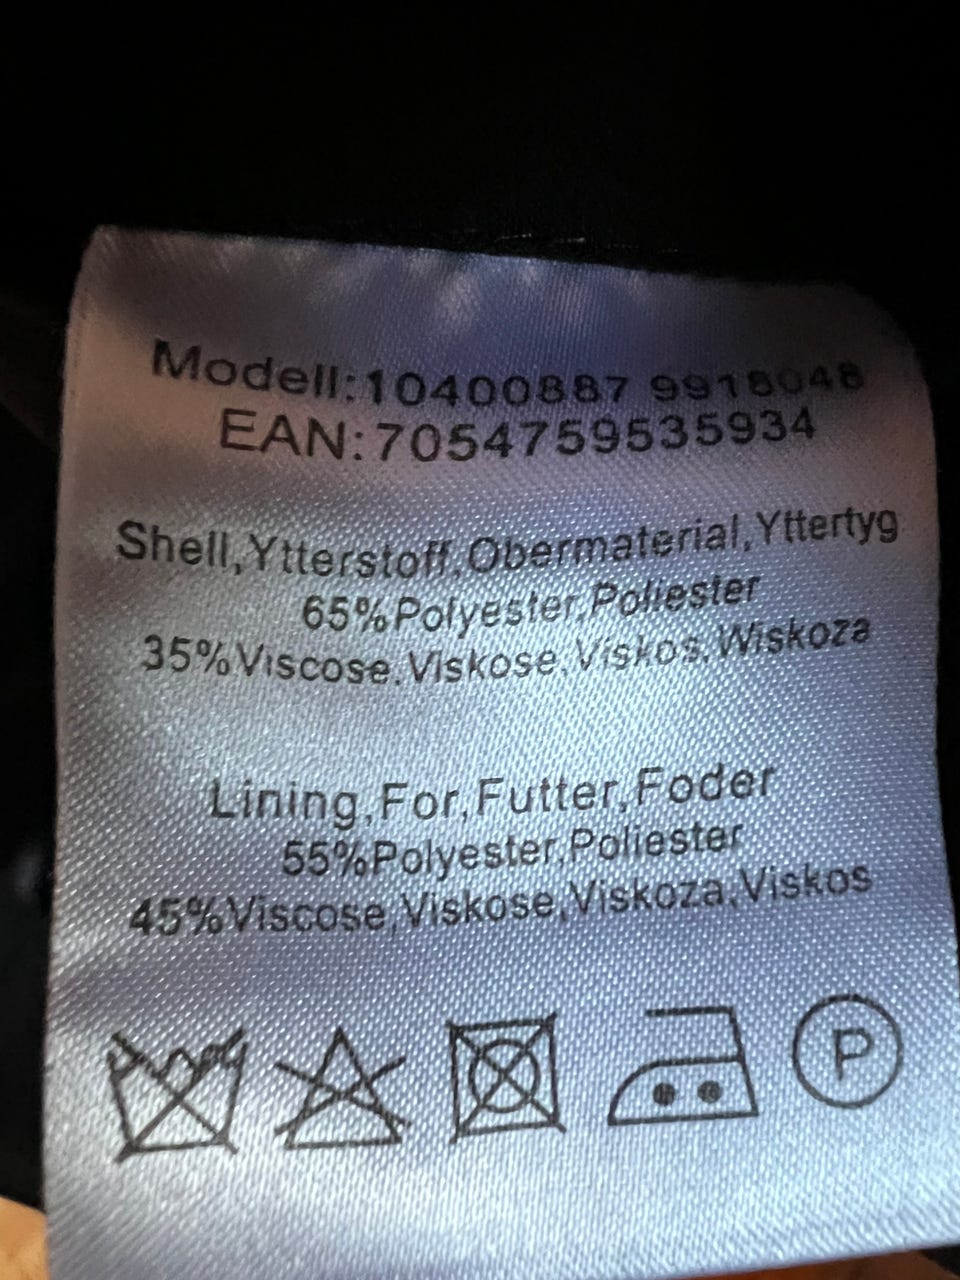 Modell:10400887 9918048
EAN:7054759535934
Shell,Ytterstoff,Obermaterial,Yttertyg
65%Polyester,Poliester
35%Viscose,Viskose,Viskos,Wiskoza
Lining,For,Futter,Foder
55%Polyester,Poliester
45%Viscose,Viskose,Viskoza,Viskos
P